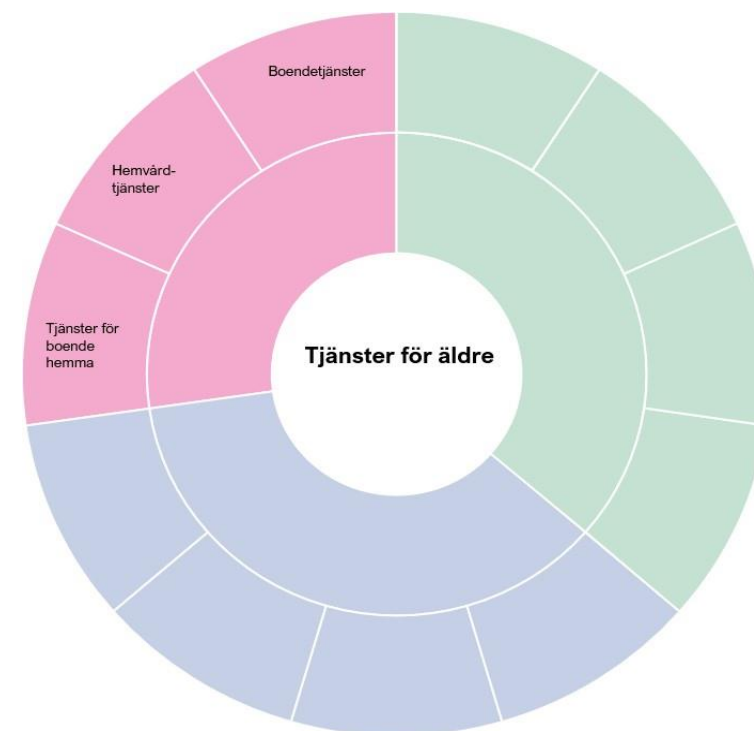 Boendetjänster
Hemvård-
tjänster
Tjänster för
boende
hemma
Tjänster för äldre